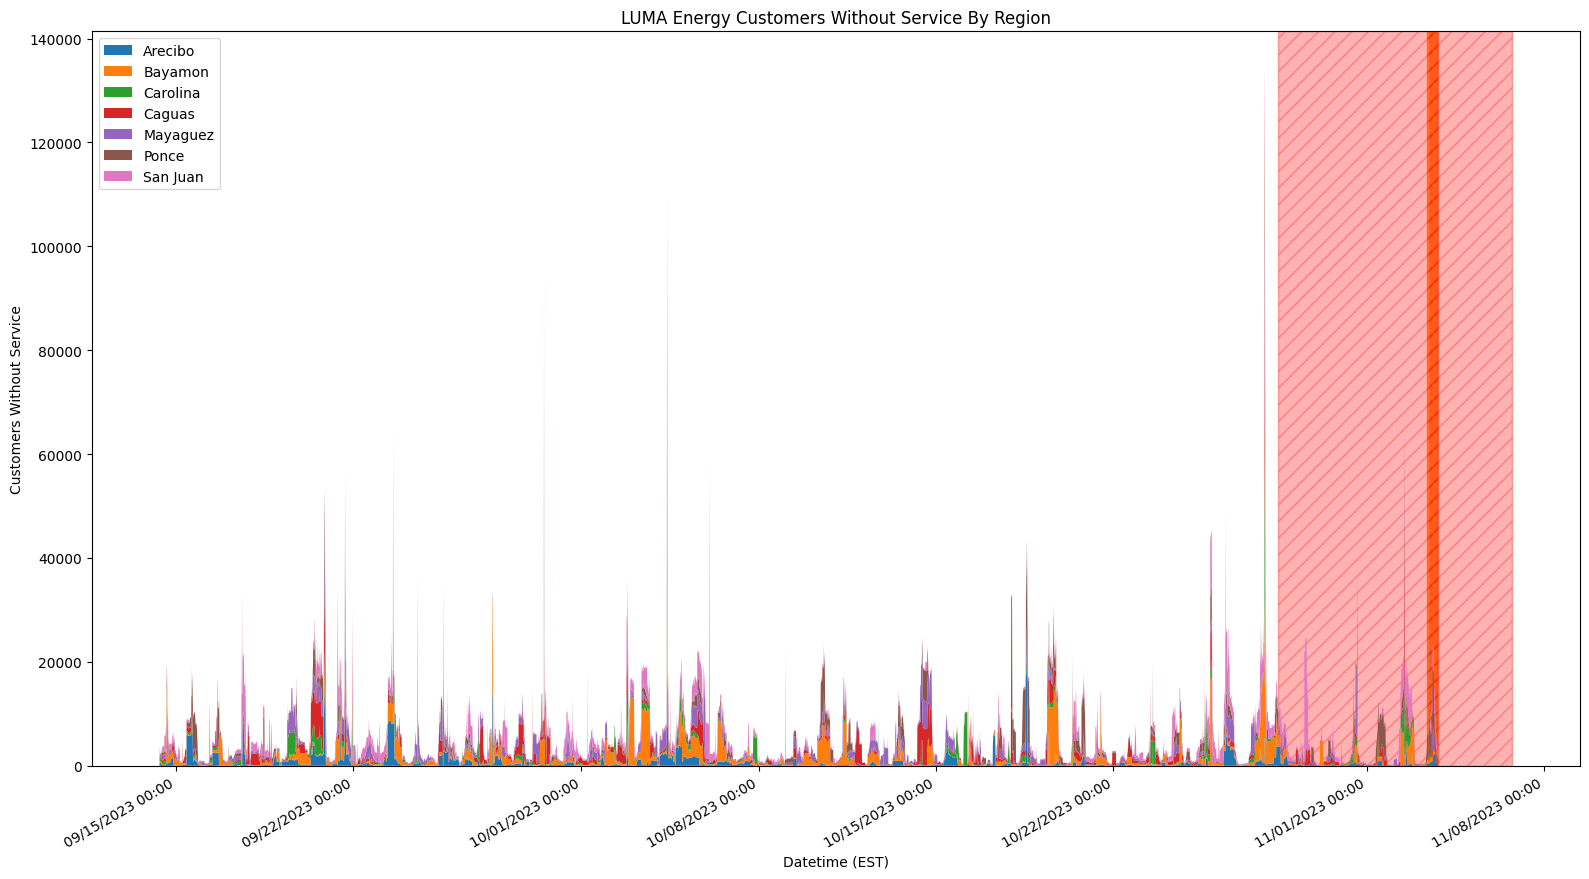 LUMA Energy Customers Without Service By Region
140000
120000
100000
80000
60000
40000
20000
0
Customers Without Service
Arecibo
Bayamon
Carolina
Caguas
Mayaguez
Ponce
San Juan
09/15/2023 00:00
09/22/2023 00:00
10/01/2023 00:00
10/08/2023 00:00
10/15/2023 00:00
10/22/2023 00:00
11/01/2023 00:00
11/08/2023 00:00
Datetime (EST)